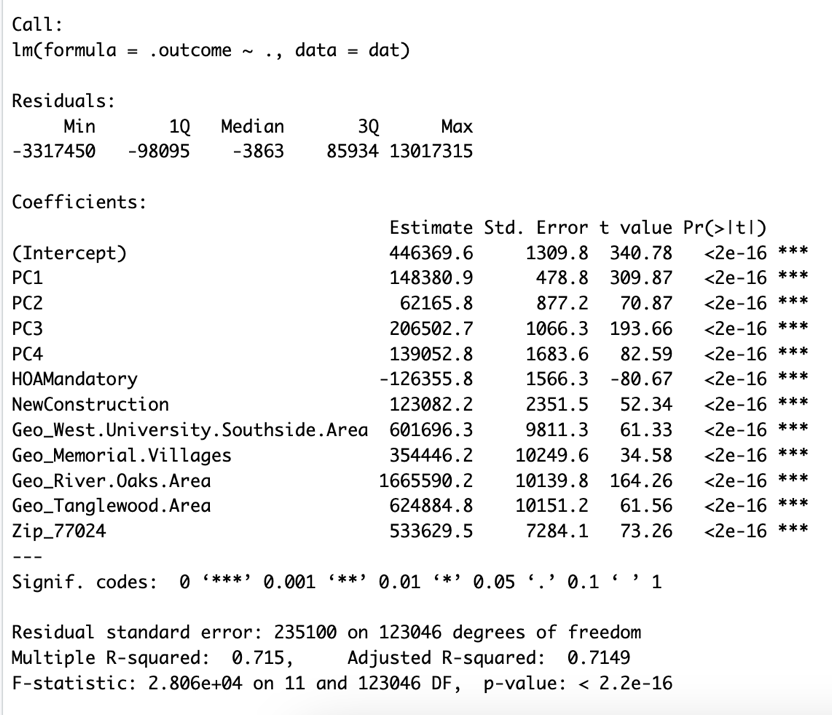 Call:
lm(formula = .outcome ~ ., data = dat)
Residuals:
Min 1Q Median 3Q Max
-3317450 -98095 -3863 85934 13017315
Coefficients:
Estimate Std. Error t value Pr(>|t|)
(Intercept) 446369.6 1309.8 340.78 <2e-16 ***
PC1 148380.9 478.8 309.87 <2e-16 ***
PC2 62165.8 877.2 70.87 <2e-16 ***
PC3 206502.7 1066.3 193.66 <2e-16 ***
PC4 139052.8 1683.6 82.59 <2e-16 ***
HOAMandatory -126355.8 1566.3 -80.67 <2e-16 ***
NewConstruction 123082.2 2351.5 52.34 <2e-16 ***
Geo_West.University.Southside.Area 601696.3 9811.3 61.33 <2e-16 ***
Geo_Memorial.Villages 354446.2 10249.6 34.58 <2e-16 ***
Geo_River.Oaks.Area 1665590.2 10139.8 164.26 <2e-16 ***
Geo_Tanglewood.Area 624884.8 10151.2 61.56 <2e-16 ***
Zip_77024 533629.5 7284.1 73.26 <2e-16 ***
---
Signif. codes: 0 ‘***’ 0.001 ‘**’ 0.01 ‘*’ 0.05 ‘.’ 0.1 ‘ ’ 1
Residual standard error: 235100 on 123046 degrees of freedom
Multiple R-squared: 0.715, Adjusted R-squared: 0.7149
F-statistic: 2.806e+04 on 11 and 123046 DF, p-value: < 2.2e-16